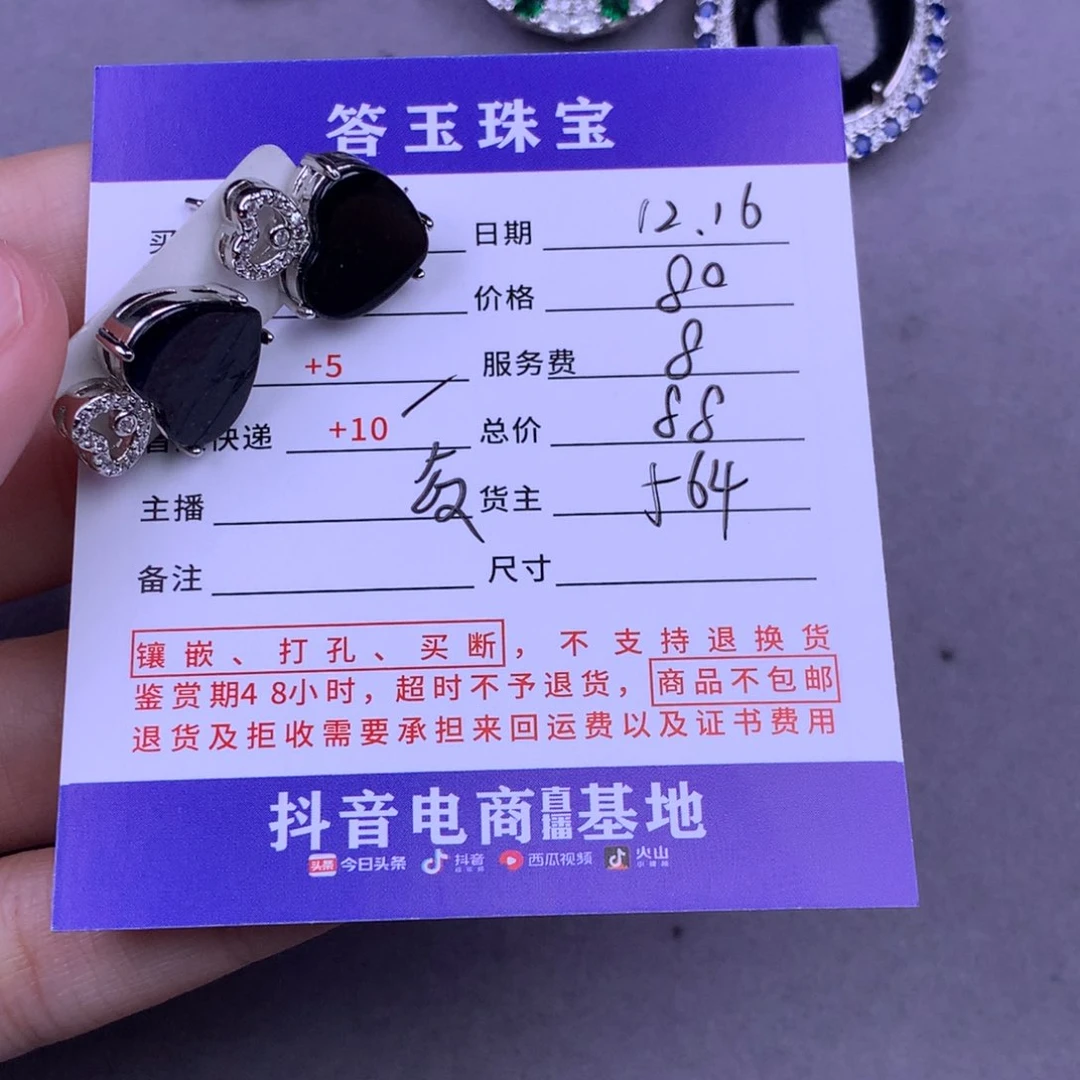 答玉珠宝
买
日期 12.16
价格 80
+5
服务费 8
快递 +10
总价 88
主播
货主 564
备注
尺寸
镶嵌、打孔、买断，不支持退换货
鉴赏期48小时，超时不予退货，商品不包邮
退货及拒收需要承担来回运费以及证书费用
抖音电商直播基地
头条 今日头条 抖音 西瓜视频 火山